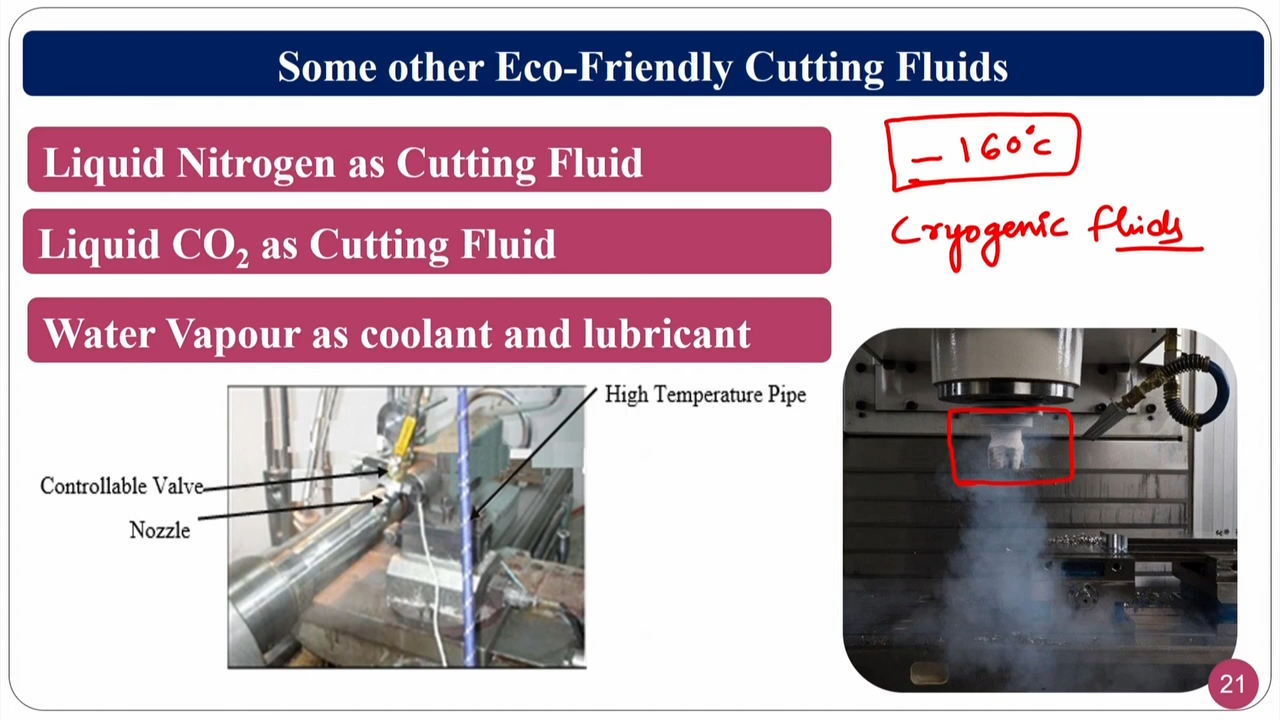 Some other Eco-Friendly Cutting Fluids
Liquid Nitrogen as Cutting Fluid
— 160°c
Liquid CO₂ as Cutting Fluid
Cryogenic fluids
Water Vapour as coolant and lubricant
High Temperature Pipe
Controllable Valve
Nozzle
21